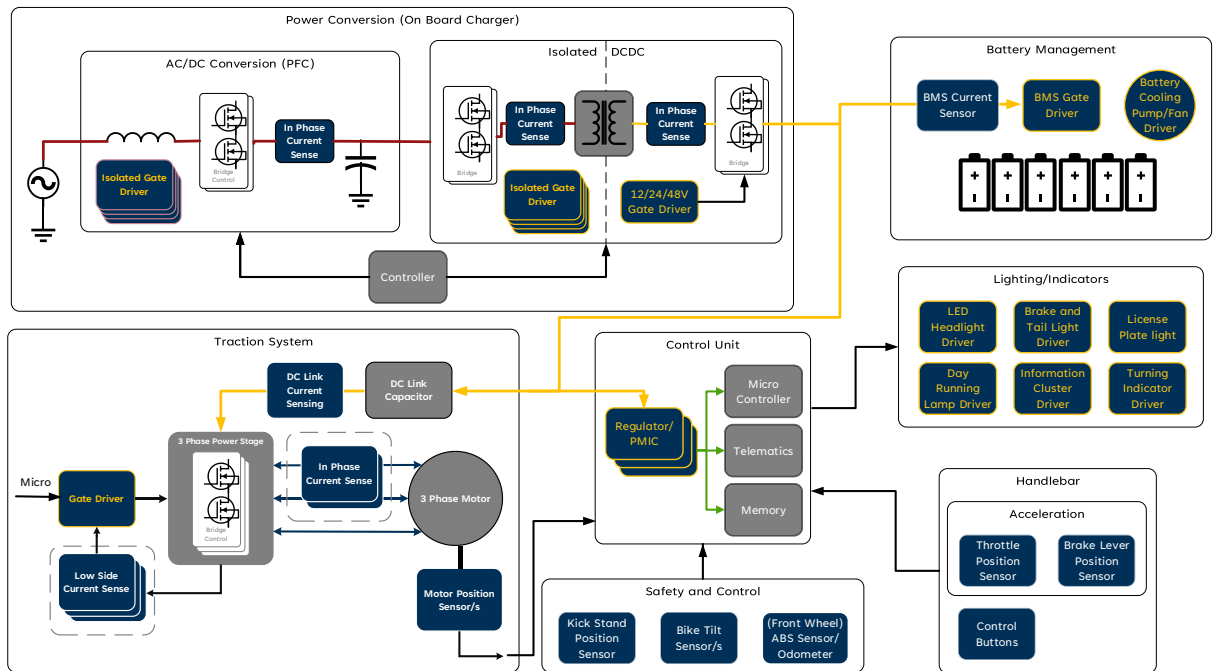 Power Conversion (On Board Charger)
AC/DC Conversion (PFC)
Isolated Gate
Driver
Bridge
Control
In Phase
Current
Sense
Isolated DCDC
Bridge
In Phase
Current
Sense
Isolated Gate
Driver
In Phase
Current
Sense
12/24/48V
Gate Driver
Bridge
Controller
Battery Management
BMS Current
Sensor
BMS Gate
Driver
Battery
Cooling
Pump/Fan
Driver
+ + + + + +
- - - - - -
Lighting/Indicators
LED
Headlight
Driver
Brake and
Tail Light
Driver
License
Plate light
Day
Running
Lamp Driver
Information
Cluster
Driver
Turning
Indicator
Driver
Traction System
DC Link
Current
Sensing
DC Link
Capacitor
3 Phase Power Stage
Bridge
Control
In Phase
Current Sense
3 Phase Motor
Micro
Gate Driver
Low Side
Current Sense
Motor Position
Sensor/s
Control Unit
Regulator/
PMIC
Micro
Controller
Telematics
Memory
Safety and Control
Kick Stand
Position
Sensor
Bike Tilt
Sensor/s
(Front Wheel)
ABS Sensor/
Odometer
Handlebar
Acceleration
Throttle
Position
Sensor
Brake Lever
Position
Sensor
Control
Buttons